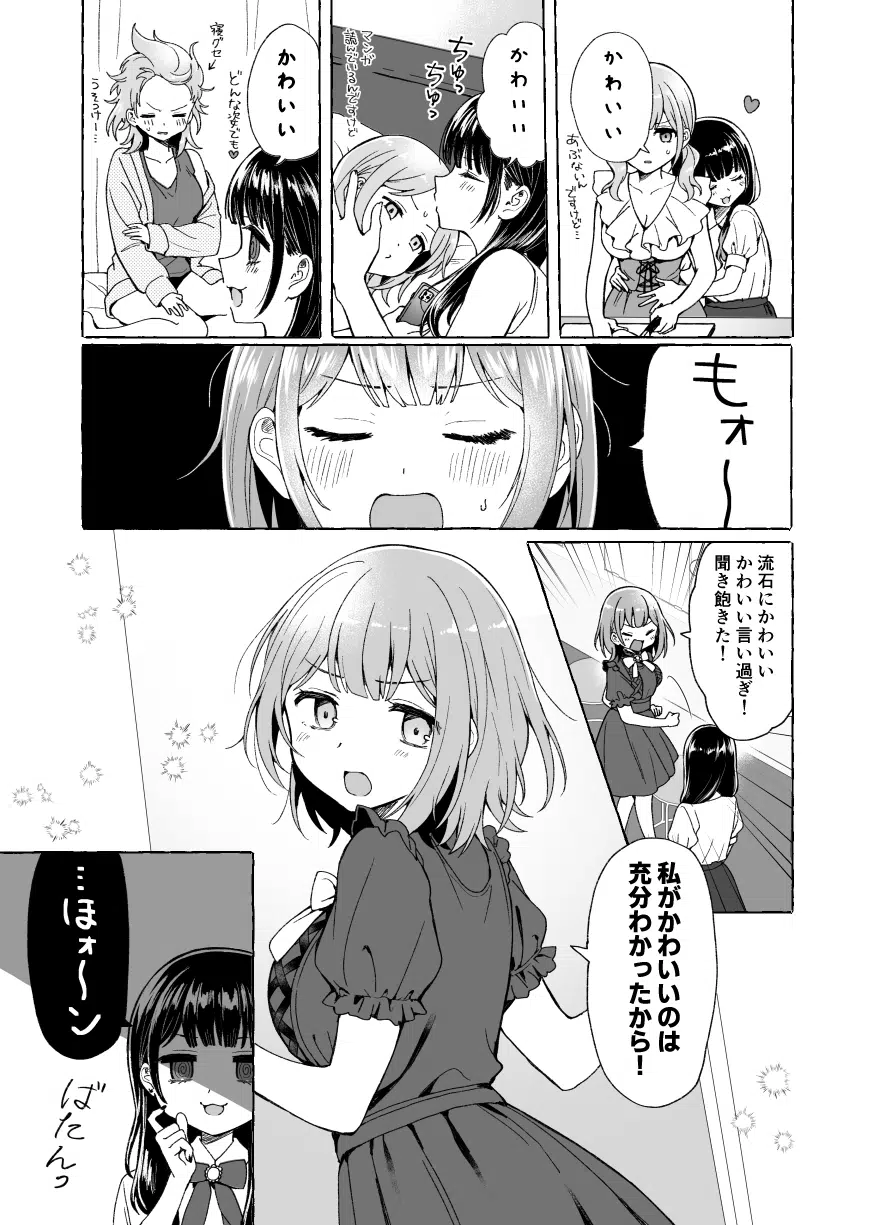 かわいい
あぶないん
ですけど…
かわいい
ちゅっ
ちゅっ
マンガ
読んでいるんですけど
かわいい
どんな姿でも♥
寝グセ
うそつけー…
もォ〜
流石にかわいい
かわいい言い過ぎ！
聞き飽きた！
私がかわいいのは
充分わかったから！
…ほォ〜ン
ばたんっ